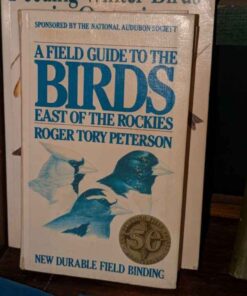 SPONSORED BY THE NATIONAL AUDUBON SOCIETY
A FIELD GUIDE TO THE
BIRDS
EAST OF THE ROCKIES
ROGER TORY PETERSON
50
NEW DURABLE FIELD BINDING